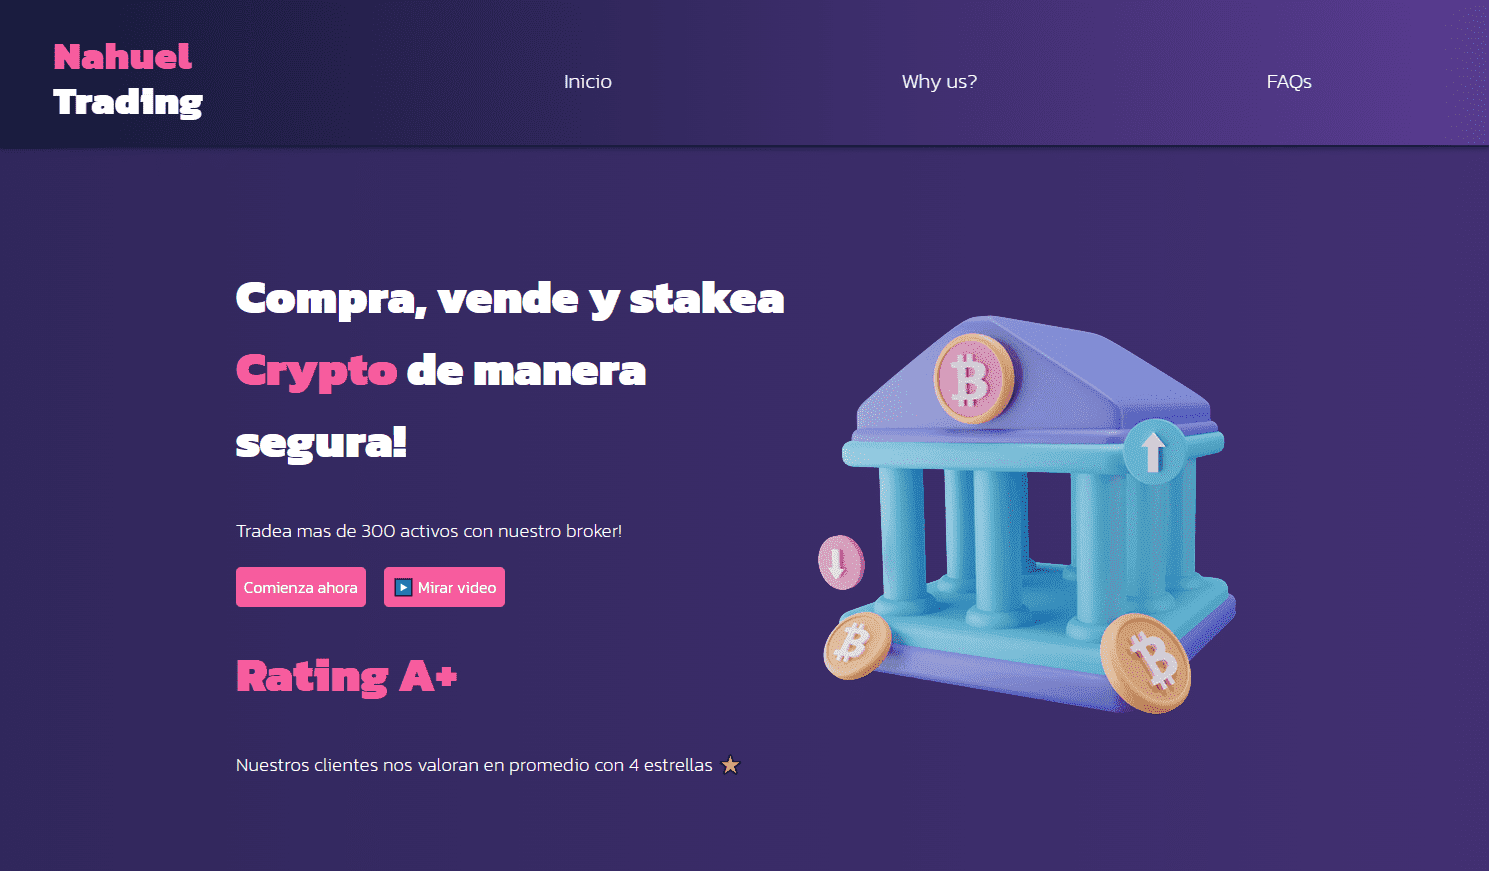 Nahuel
Trading
Inicio
Why us?
FAQs
Compra, vende y stakea
Crypto de manera
segura!
Tradea mas de 300 activos con nuestro broker!
Comienza ahora
Mirar video
Rating A+
Nuestros clientes nos valoran en promedio con 4 estrellas